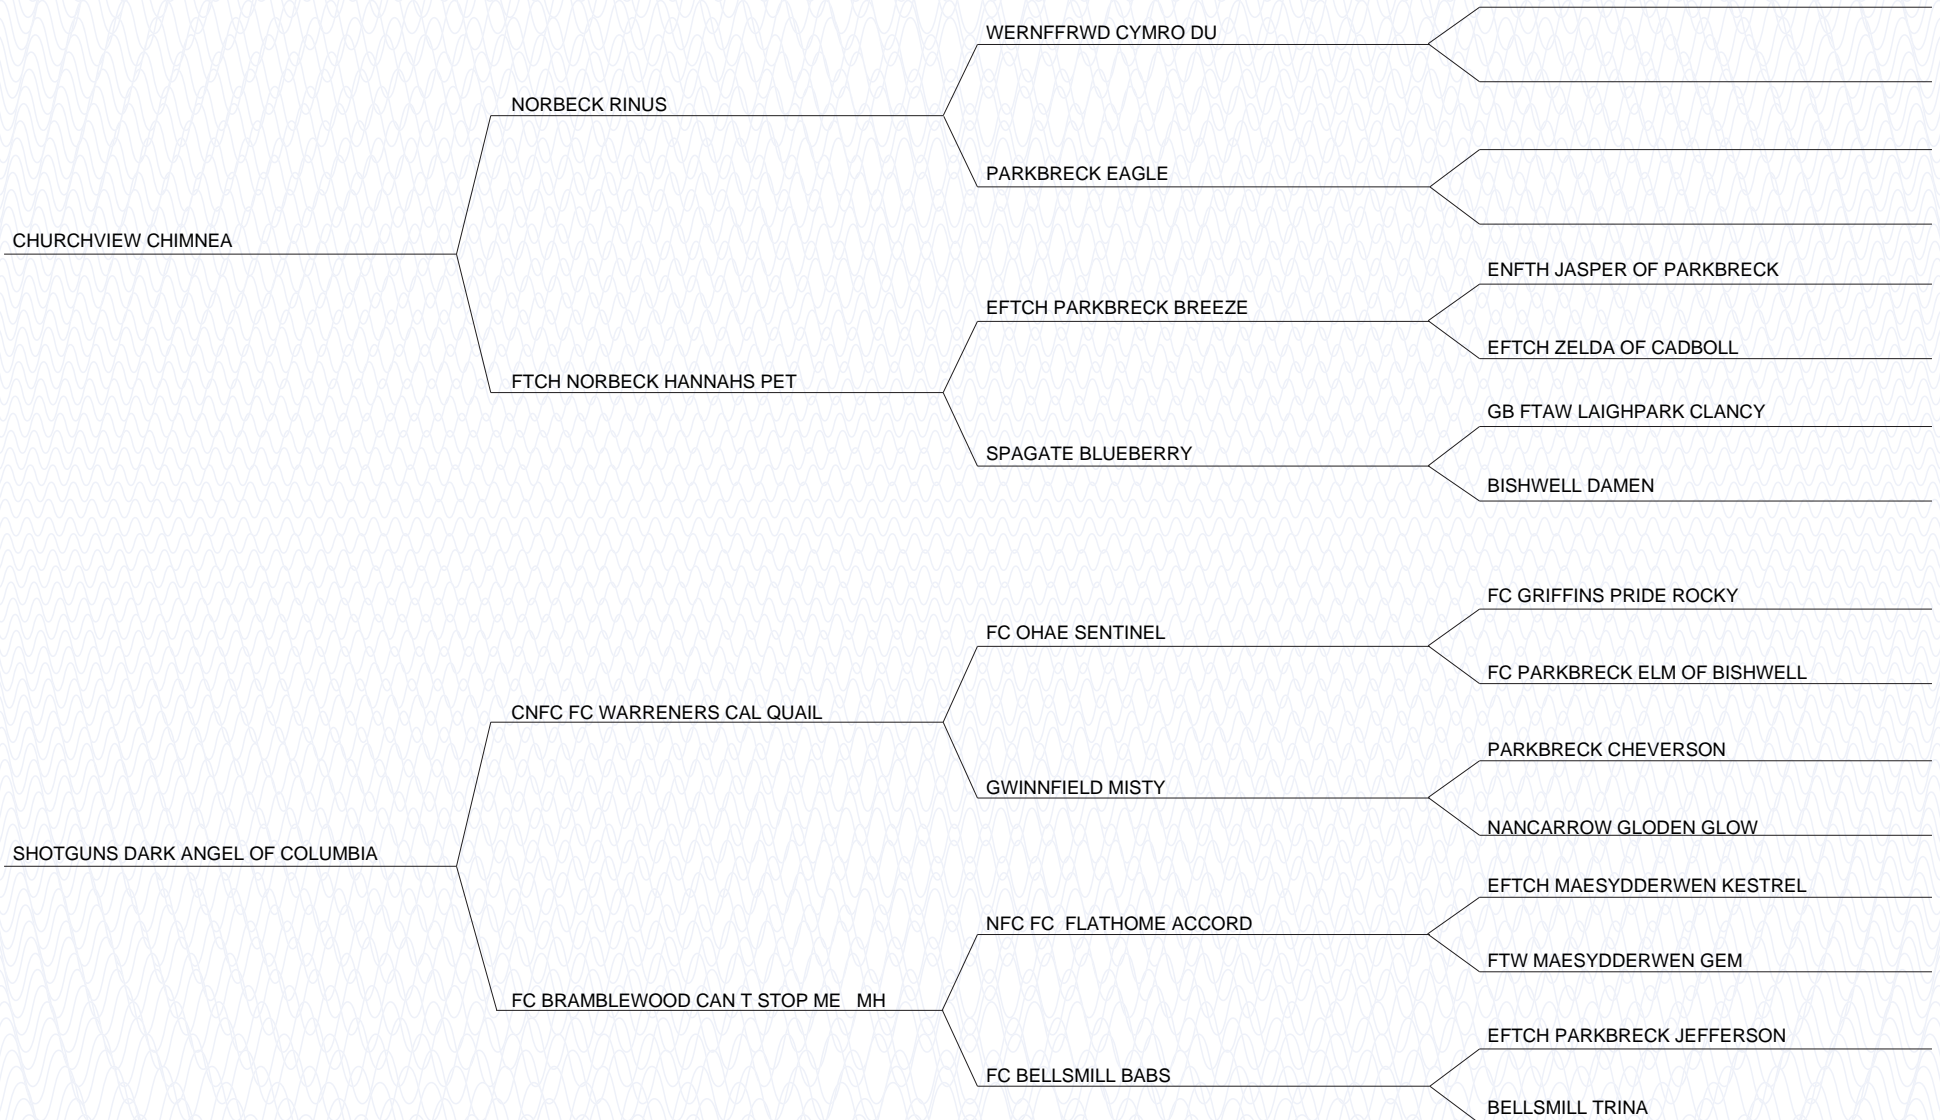 WERNFFRWD CYMRO DU
NORBECK RINUS
PARKBRECK EAGLE
CHURCHVIEW CHIMNEA
ENFTH JASPER OF PARKBRECK
EFTCH PARKBRECK BREEZE
EFTCH ZELDA OF CADBOLL
FTCH NORBECK HANNAHS PET
GB FTAW LAIGHPARK CLANCY
SPAGATE BLUEBERRY
BISHWELL DAMEN
FC GRIFFINS PRIDE ROCKY
FC OHAE SENTINEL
FC PARKBRECK ELM OF BISHWELL
CNFC FC WARRENERS CAL QUAIL
PARKBRECK CHEVERSON
GWINNFIELD MISTY
NANCARROW GLODEN GLOW
SHOTGUNS DARK ANGEL OF COLUMBIA
EFTCH MAESYDDERWEN KESTREL
NFC FC  FLATHOME ACCORD
FTW MAESYDDERWEN GEM
FC BRAMBLEWOOD CAN T STOP ME   MH
EFTCH PARKBRECK JEFFERSON
FC BELLSMILL BABS
BELLSMILL TRINA